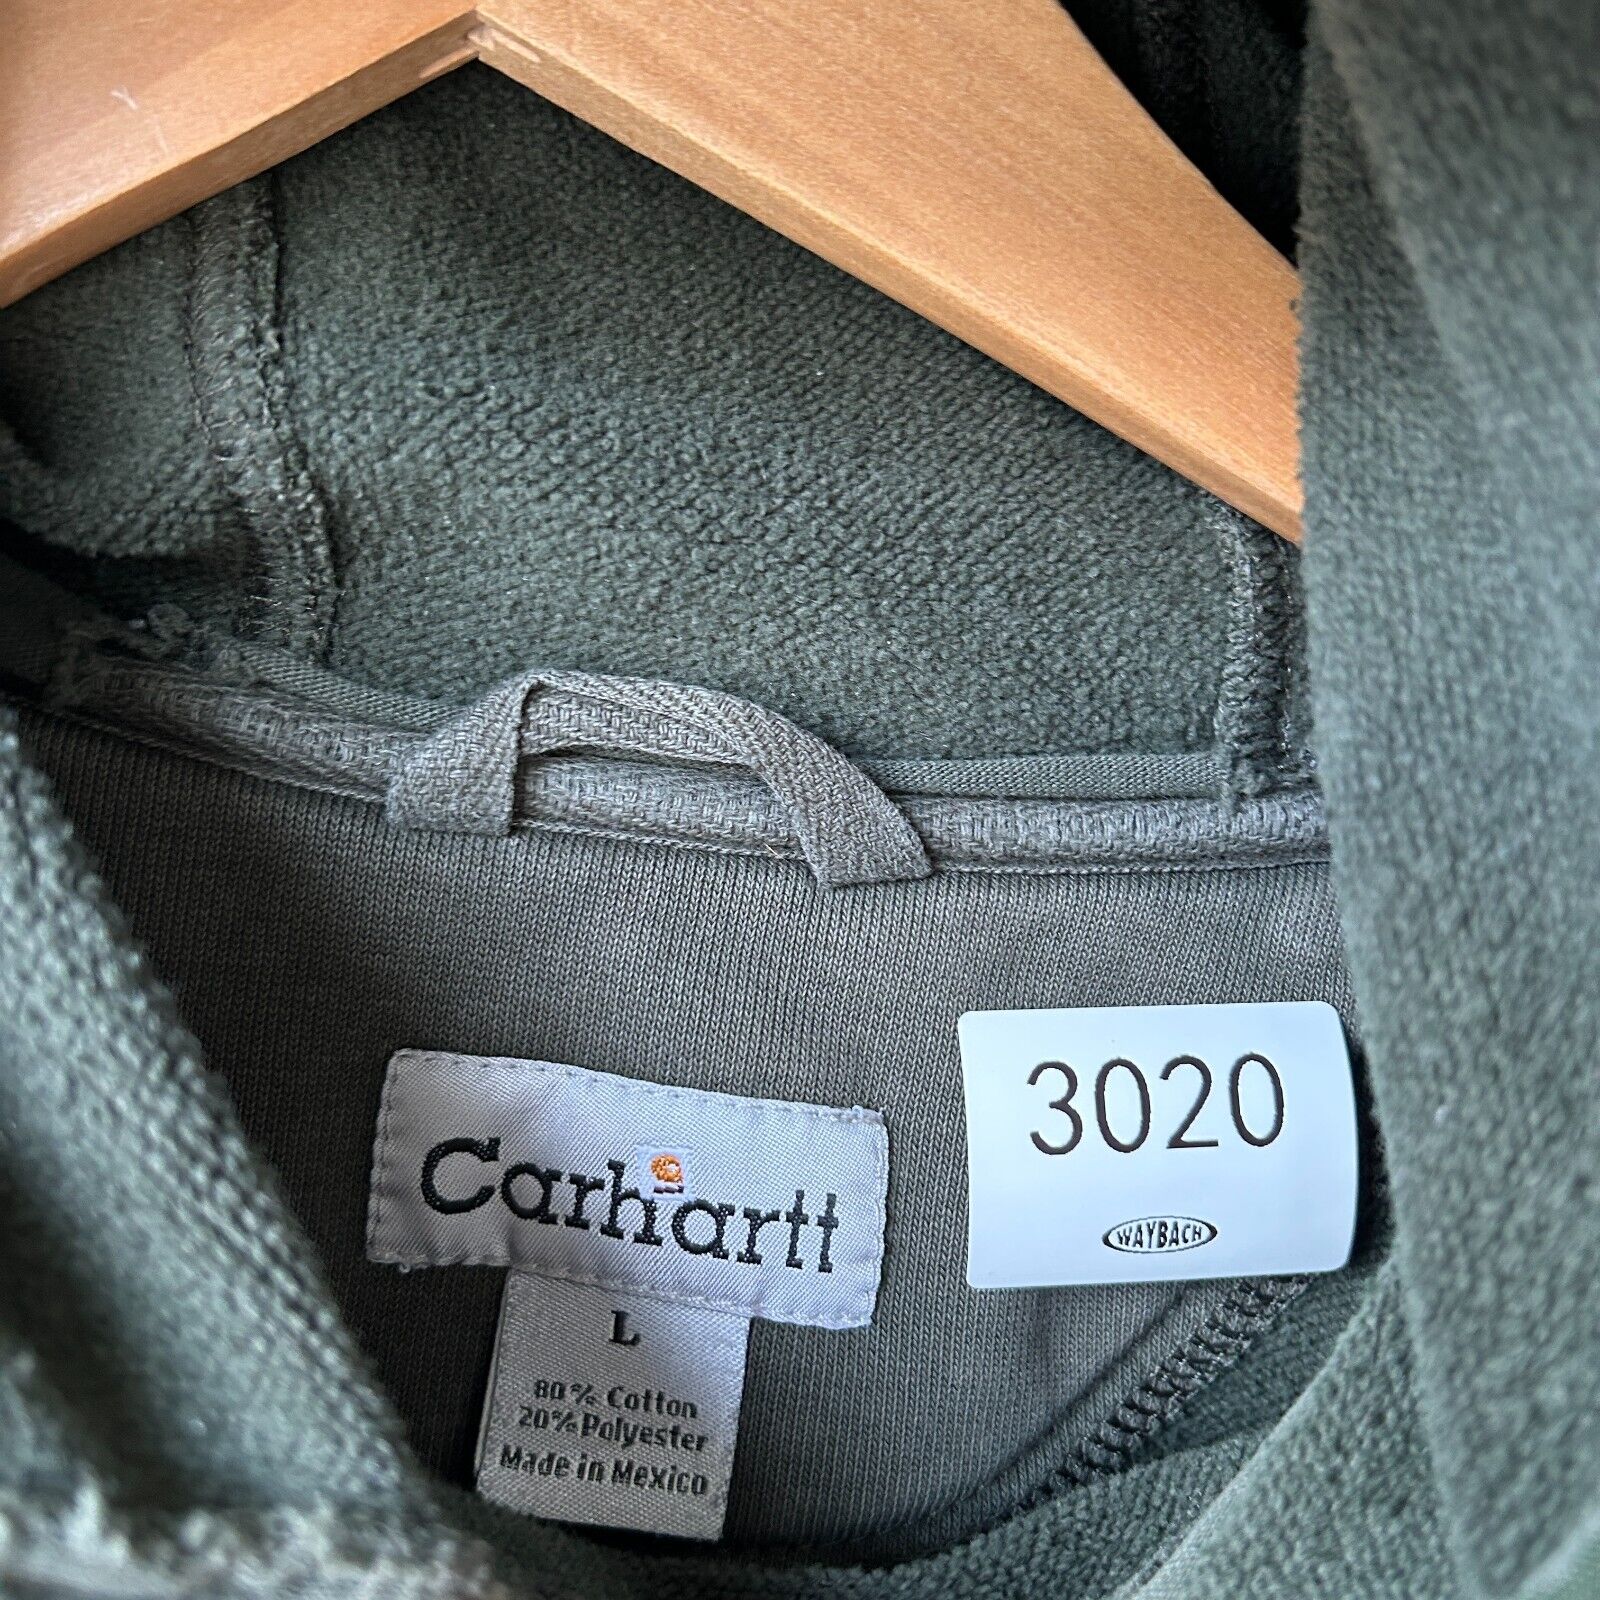 3020
WAYBACH
Carhartt
L
80% Cotton
20% Polyester
Made in Mexico